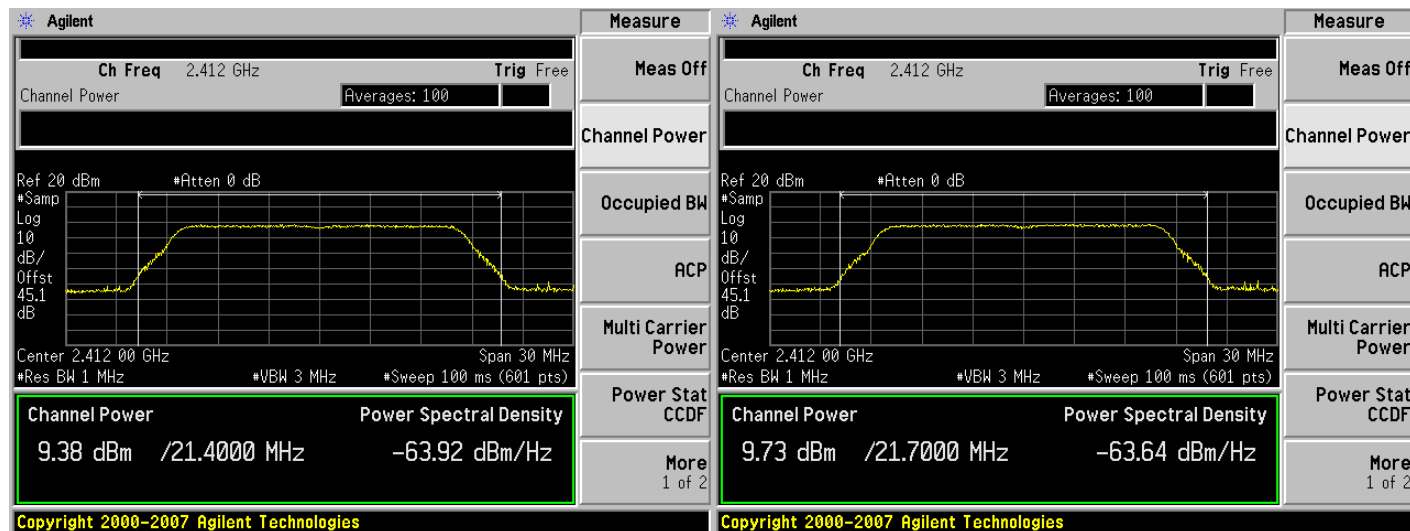 Agilent
Ch Freq 2.412 GHz Trig Free
Channel Power Averages: 100
Ref 20 dBm #Atten 0 dB
#Samp
Log
10
dB/
Offst
45.1
dB
Center 2.412 00 GHz Span 30 MHz
#Res BW 1 MHz #VBW 3 MHz #Sweep 100 ms (601 pts)
Channel Power Power Spectral Density
9.38 dBm /21.4000 MHz -63.92 dBm/Hz
Copyright 2000-2007 Agilent Technologies
Measure
Meas Off
Channel Power
Occupied BW
ACP
Multi Carrier
Power
Power Stat
CCDF
More
1 of 2
Agilent
Ch Freq 2.412 GHz Trig Free
Channel Power Averages: 100
Ref 20 dBm #Atten 0 dB
#Samp
Log
10
dB/
Offst
45.1
dB
Center 2.412 00 GHz Span 30 MHz
#Res BW 1 MHz #VBW 3 MHz #Sweep 100 ms (601 pts)
Channel Power Power Spectral Density
9.73 dBm /21.7000 MHz -63.64 dBm/Hz
Copyright 2000-2007 Agilent Technologies
Measure
Meas Off
Channel Power
Occupied BW
ACP
Multi Carrier
Power
Power Stat
CCDF
More
1 of 2